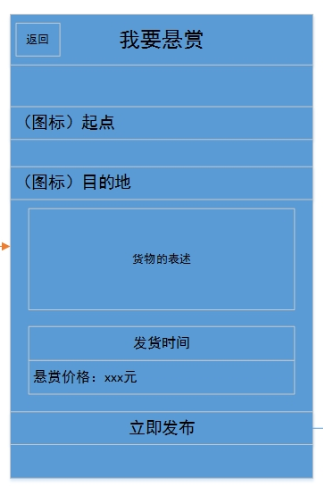 返回
我要悬赏
（图标）起点
（图标）目的地
货物的表述
发货时间
悬赏价格：xxx元
立即发布